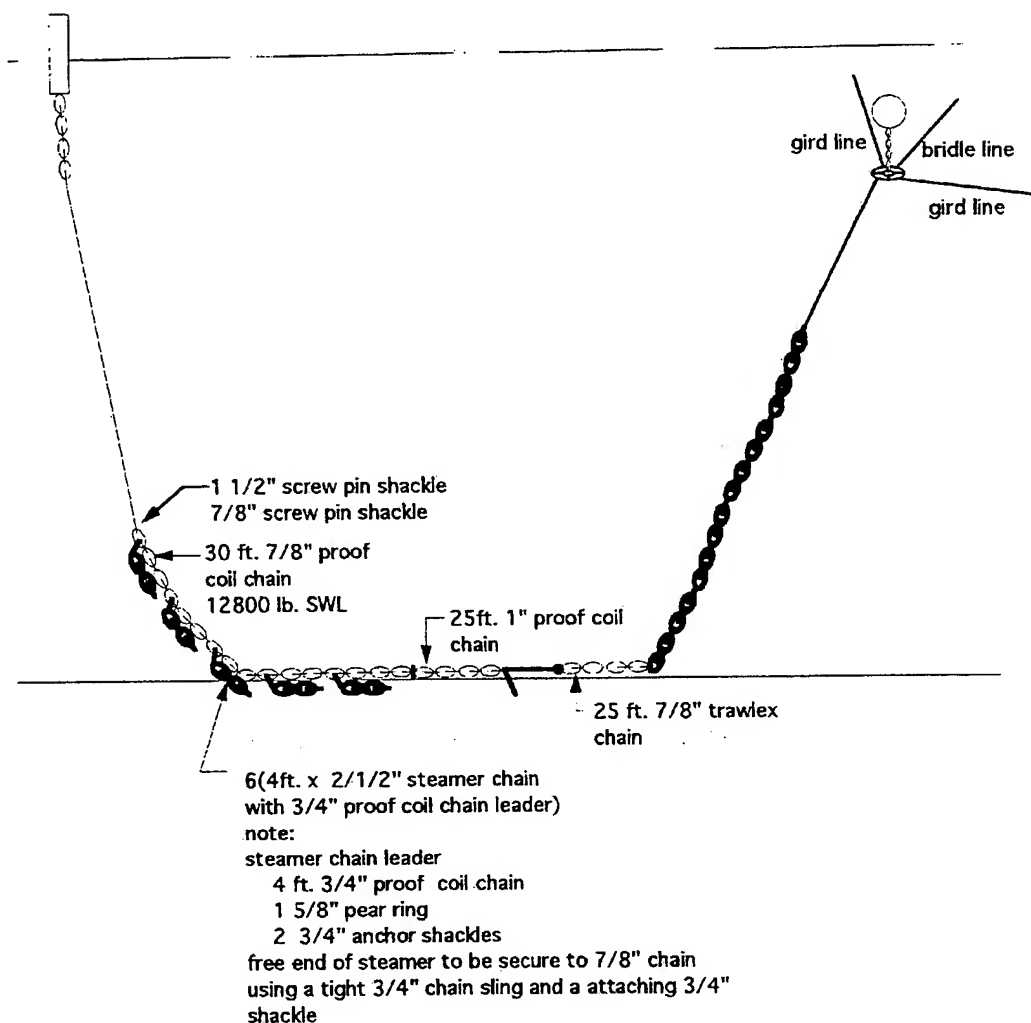 gird line
bridle line
gird line
1 1/2" screw pin shackle
7/8" screw pin shackle
30 ft. 7/8" proof
coil chain
12800 lb. SWL
25ft. 1" proof coil
chain
25 ft. 7/8" trawlex
chain
6(4ft. x 2/1/2" steamer chain
with 3/4" proof coil chain leader)
note:
steamer chain leader
4 ft. 3/4" proof coil chain
1 5/8" pear ring
2 3/4" anchor shackles
free end of steamer to be secure to 7/8" chain
using a tight 3/4" chain sling and a attaching 3/4"
shackle